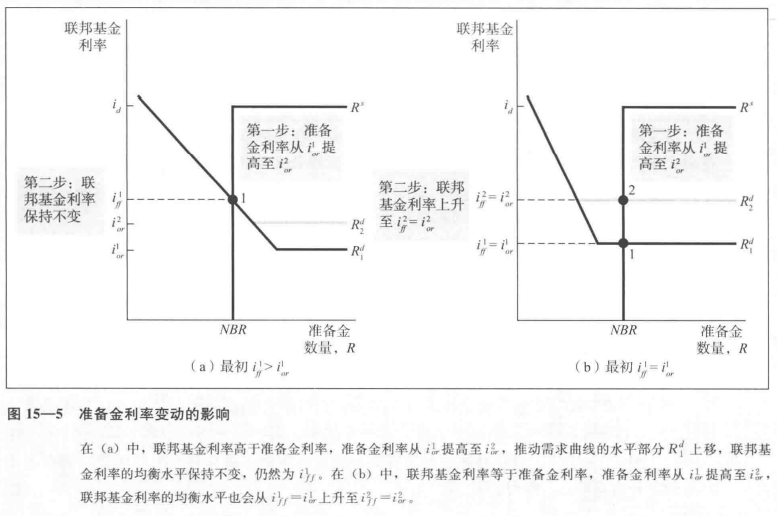 联邦基金
利率
i_d
R^s
第一步：准备
金利率从 i_{or}^1 提
高至 i_{or}^2
第二步：联
邦基金利率
保持不变
i_{ff}^1
1
i_{or}^2
R_2^d
i_{or}^1
R_1^d
NBR
准备金
数量，R
（a）最初 i_{ff}^1 > i_{or}^1
联邦基金
利率
i_d
R^s
第一步：准备
金利率从 i_{or}^1 提
高至 i_{or}^2
第二步：联邦
基金利率上升
至 i_{ff}^2 = i_{or}^2
i_{ff}^2 = i_{or}^2
2
R_2^d
i_{ff}^1 = i_{or}^1
1
R_1^d
NBR
准备金
数量，R
（b）最初 i_{ff}^1 = i_{or}^1
图 15—5 准备金利率变动的影响
在（a）中，联邦基金利率高于准备金利率，准备金利率从 i_{or}^1 提高至 i_{or}^2，推动需求曲线的水平部分 R_1^d 上移，联邦基
金利率的均衡水平保持不变，仍然为 i_{ff}^1。在（b）中，联邦基金利率等于准备金利率，准备金利率从 i_{or}^1 提高至 i_{or}^2，
联邦基金利率的均衡水平也会从 i_{ff}^1 = i_{or}^1 上升至 i_{ff}^2 = i_{or}^2。